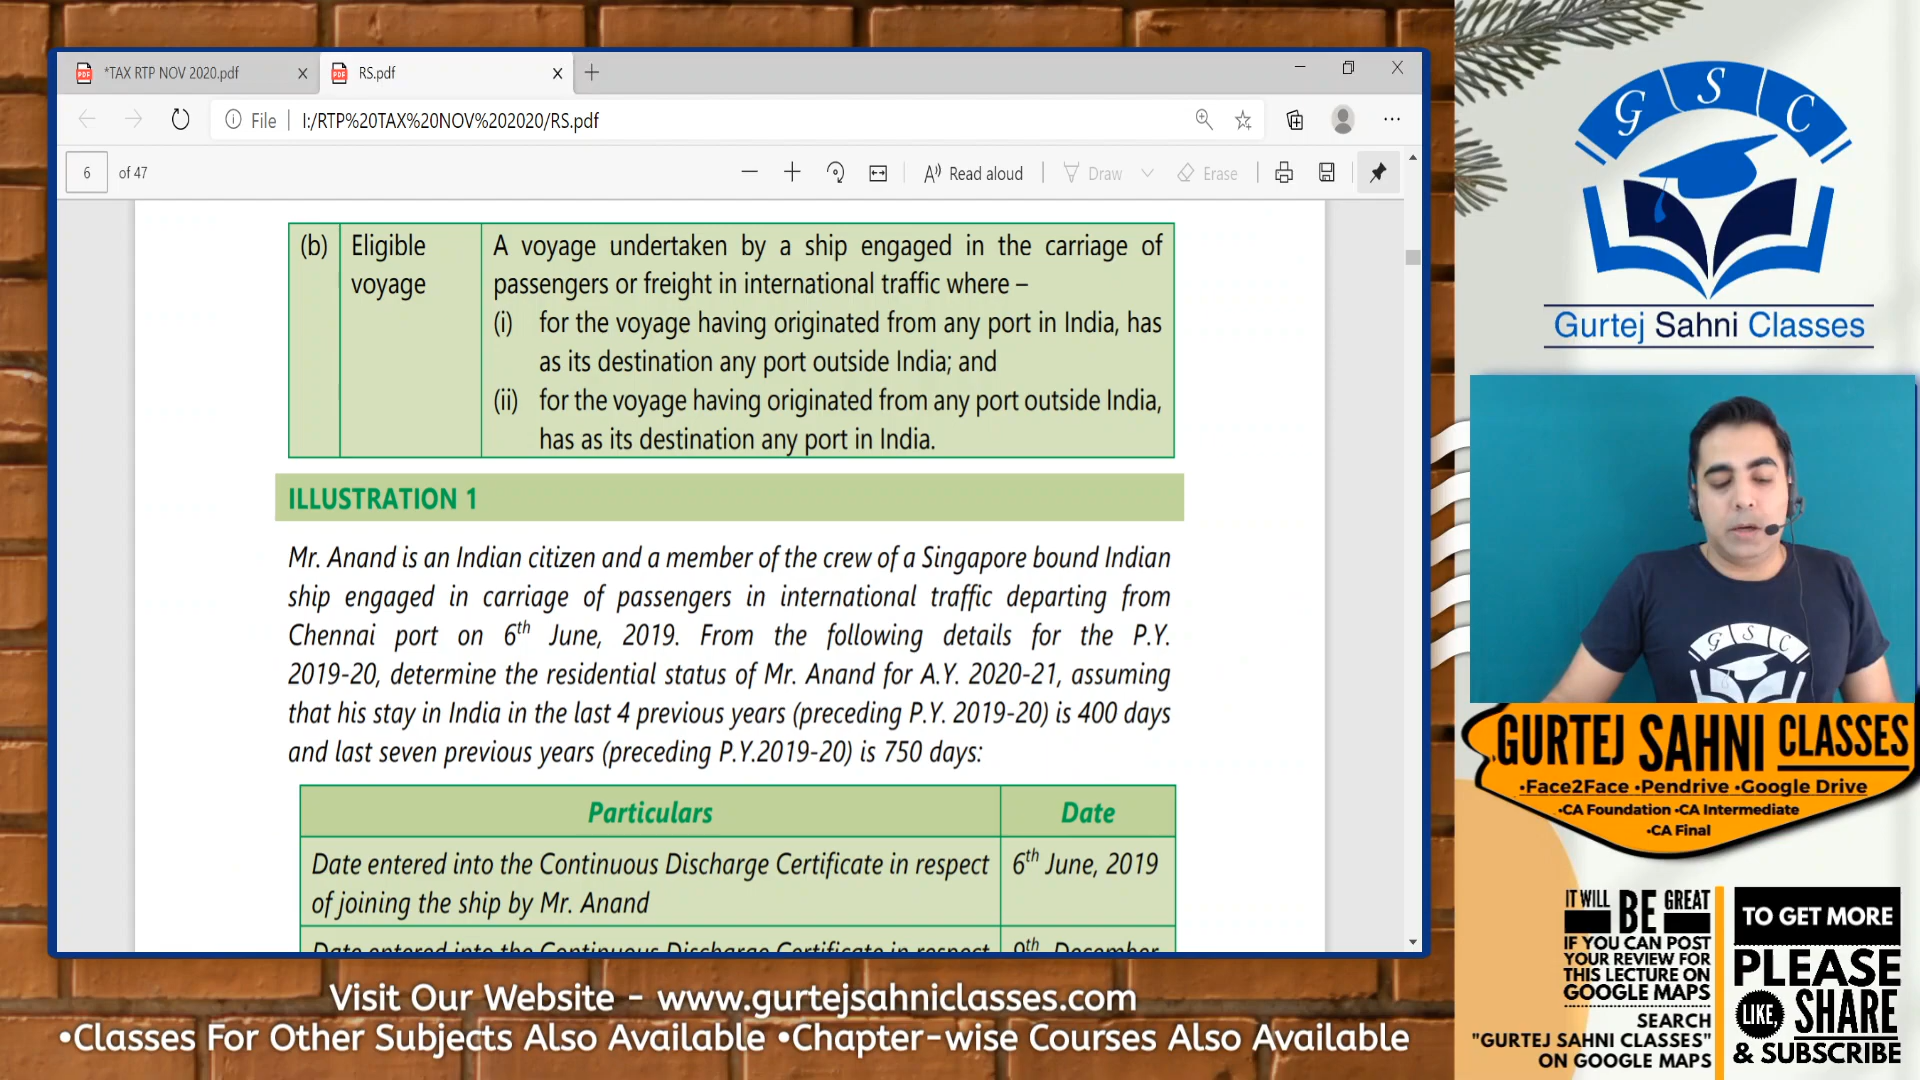 *TAX RTP NOV 2020.pdf
RS.pdf
File
I:/RTP%20TAX%20NOV%202020/RS.pdf
6 of 47
Read aloud
Draw
Erase
(b) Eligible voyage
A voyage undertaken by a ship engaged in the carriage of
passengers or freight in international traffic where –
(i) for the voyage having originated from any port in India, has
as its destination any port outside India; and
(ii) for the voyage having originated from any port outside India,
has as its destination any port in India.
ILLUSTRATION 1
Mr. Anand is an Indian citizen and a member of the crew of a Singapore bound Indian
ship engaged in carriage of passengers in international traffic departing from
Chennai port on 6th June, 2019. From the following details for the P.Y.
2019-20, determine the residential status of Mr. Anand for A.Y. 2020-21, assuming
that his stay in India in the last 4 previous years (preceding P.Y. 2019-20) is 400 days
and last seven previous years (preceding P.Y.2019-20) is 750 days:
Particulars Date
Date entered into the Continuous Discharge Certificate in respect 6th June, 2019
of joining the ship by Mr. Anand
Date entered into the Continuous Discharge Certificate in respect 9th December
G S C
Gurtej Sahni Classes
G S C
GURTEJ SAHNI CLASSES
•Face2Face •Pendrive •Google Drive
•CA Foundation •CA Intermediate
•CA Final
IT WILL BE GREAT
IF YOU CAN POST
YOUR REVIEW FOR
THIS LECTURE ON
GOOGLE MAPS
SEARCH
"GURTEJ SAHNI CLASSES"
ON GOOGLE MAPS
TO GET MORE
PLEASE
LIKE, SHARE
& SUBSCRIBE
Visit Our Website - www.gurtejsahniclasses.com
•Classes For Other Subjects Also Available •Chapter-wise Courses Also Available